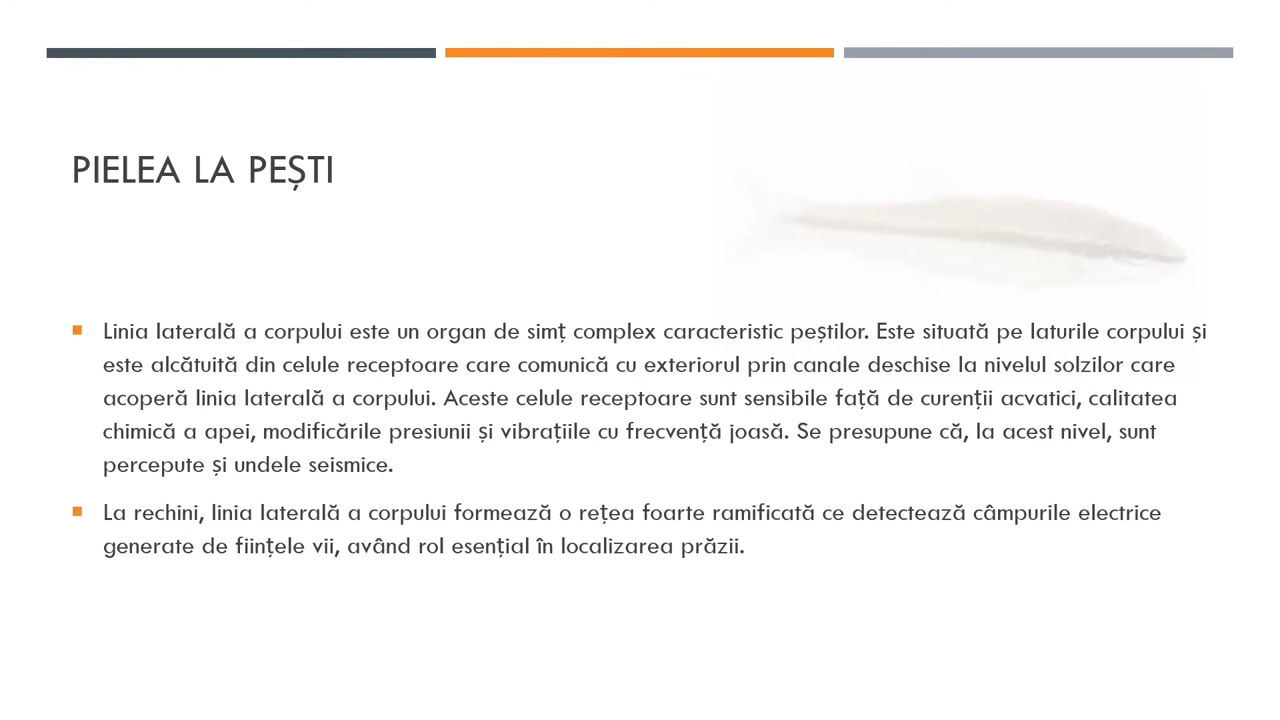 PIELEA LA PEȘTI
Linia laterală a corpului este un organ de simț complex caracteristic peștilor. Este situată pe laturile corpului și
este alcătuită din celule receptoare care comunică cu exteriorul prin canale deschise la nivelul solzilor care
acoperă linia laterală a corpului. Aceste celule receptoare sunt sensibile față de curenții acvatici, calitatea
chimică a apei, modificările presiunii și vibrațiile cu frecvență joasă. Se presupune că, la acest nivel, sunt
percepute și undele seismice.
La rechini, linia laterală a corpului formează o rețea foarte ramificată ce detectează câmpurile electrice
generate de ființele vii, având rol esențial în localizarea prăzii.